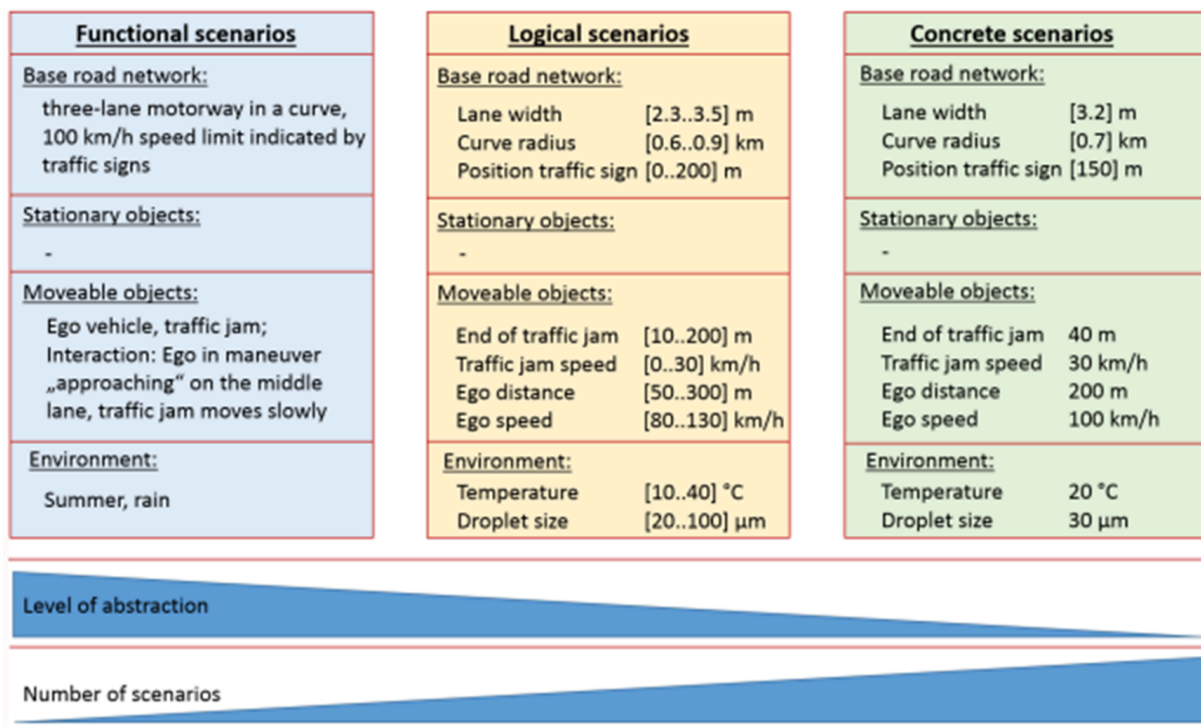 Functional scenarios
Base road network:
three-lane motorway in a curve,
100 km/h speed limit indicated by
traffic signs
Stationary objects:
-
Moveable objects:
Ego vehicle, traffic jam;
Interaction: Ego in maneuver
„approaching“ on the middle
lane, traffic jam moves slowly
Environment:
Summer, rain
Logical scenarios
Base road network:
Lane width [2.3..3.5] m
Curve radius [0.6..0.9] km
Position traffic sign [0..200] m
Stationary objects:
-
Moveable objects:
End of traffic jam [10..200] m
Traffic jam speed [0..30] km/h
Ego distance [50..300] m
Ego speed [80..130] km/h
Environment:
Temperature [10..40] °C
Droplet size [20..100] µm
Concrete scenarios
Base road network:
Lane width [3.2] m
Curve radius [0.7] km
Position traffic sign [150] m
Stationary objects:
-
Moveable objects:
End of traffic jam 40 m
Traffic jam speed 30 km/h
Ego distance 200 m
Ego speed 100 km/h
Environment:
Temperature 20 °C
Droplet size 30 µm
Level of abstraction
Number of scenarios